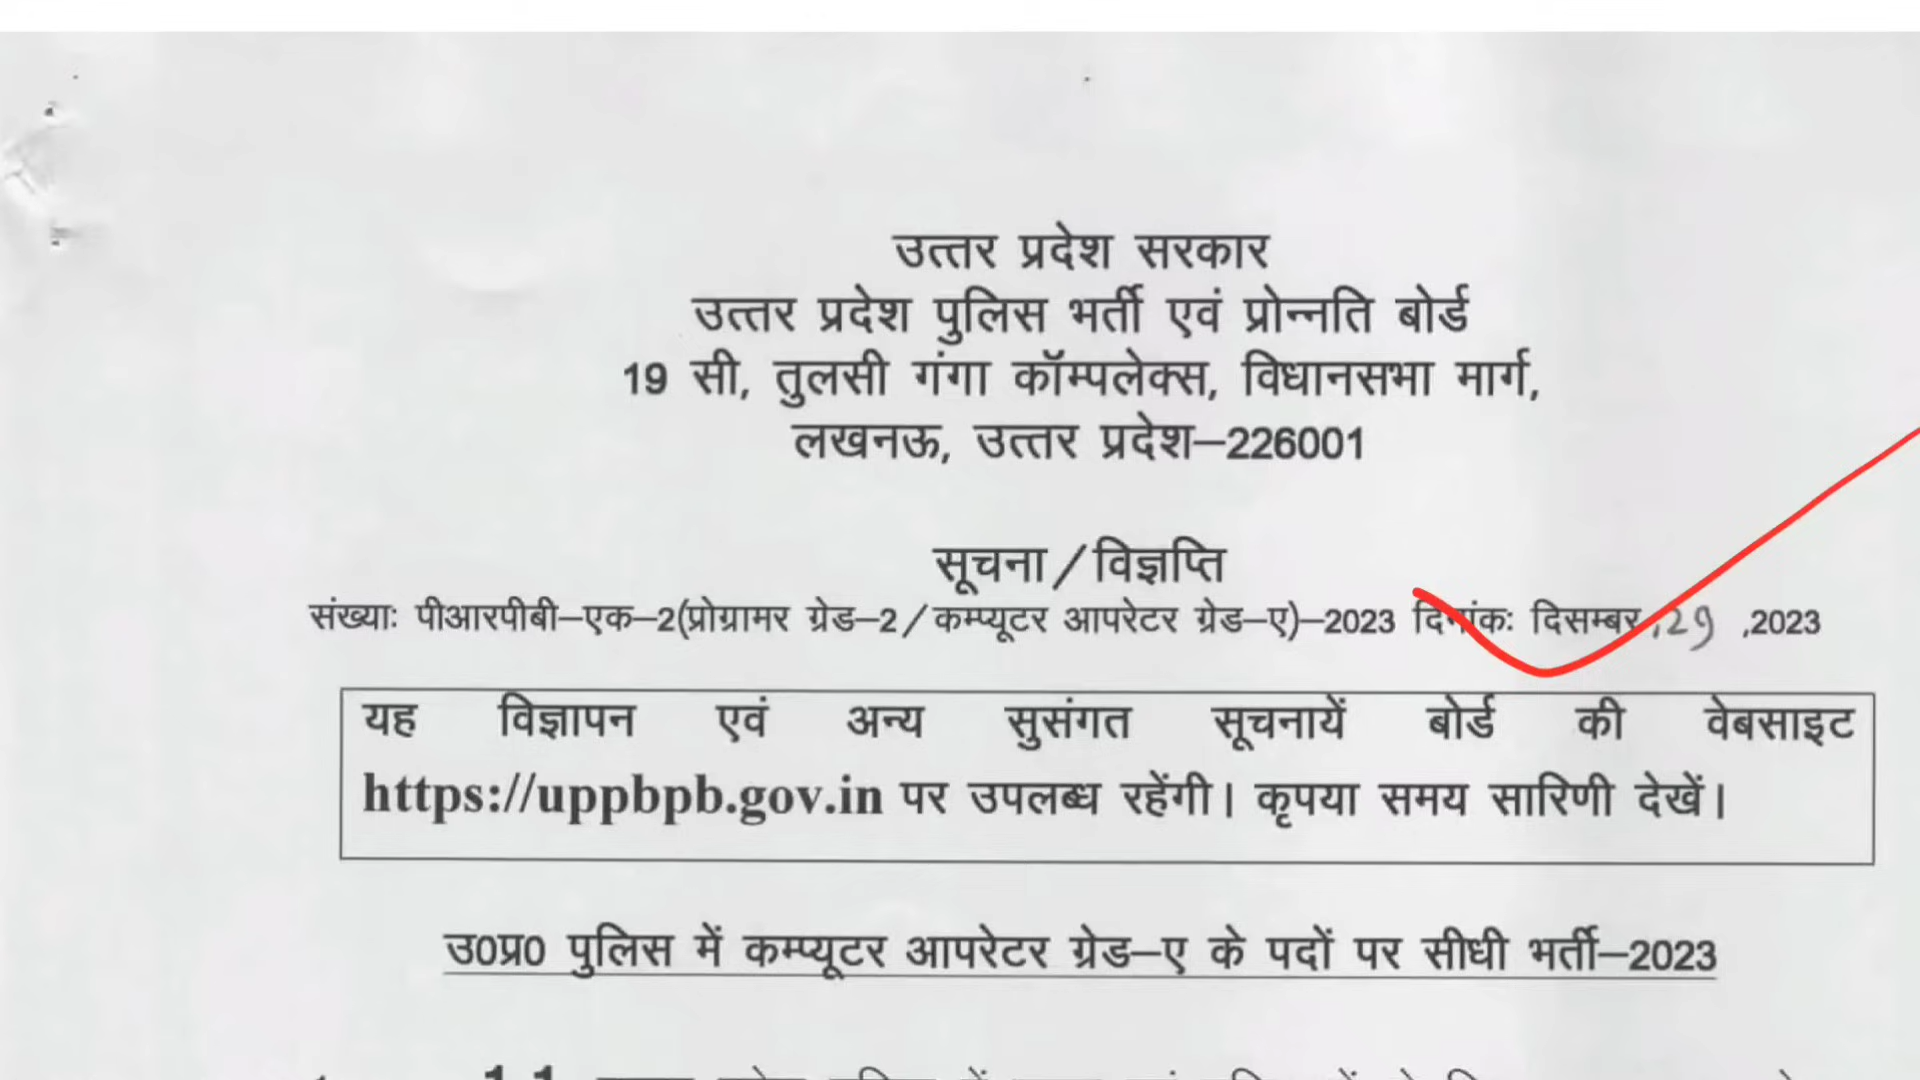 उत्तर प्रदेश सरकार
उत्तर प्रदेश पुलिस भर्ती एवं प्रोन्नति बोर्ड
19 सी, तुलसी गंगा कॉम्पलेक्स, विधानसभा मार्ग,
लखनऊ, उत्तर प्रदेश–226001
सूचना/विज्ञप्ति
संख्याः पीआरपीबी–एक–2(प्रोग्रामर ग्रेड–2/कम्प्यूटर आपरेटर ग्रेड–ए)–2023 दिनांकः दिसम्बर,29 ,2023
यह विज्ञापन एवं अन्य सुसंगत सूचनायें बोर्ड की वेबसाइट
https://uppbpb.gov.in पर उपलब्ध रहेंगी। कृपया समय सारिणी देखें।
उ0प्र0 पुलिस में कम्प्यूटर आपरेटर ग्रेड–ए के पदों पर सीधी भर्ती–2023